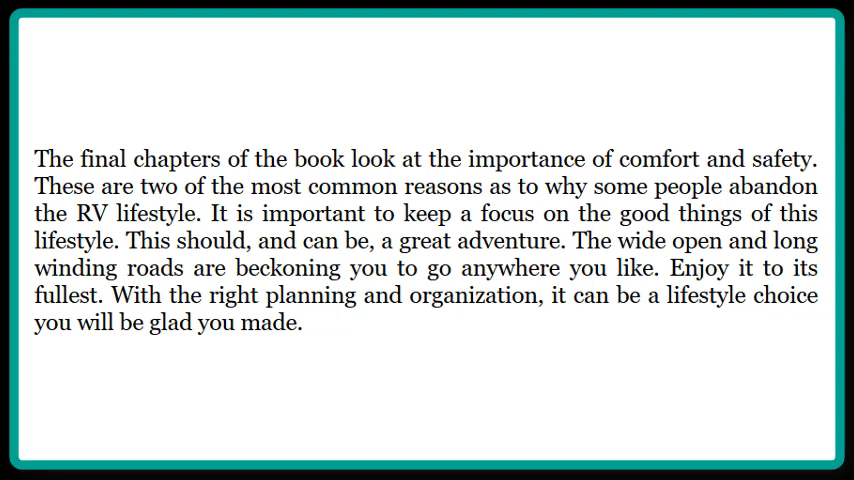 The final chapters of the book look at the importance of comfort and safety.
These are two of the most common reasons as to why some people abandon
the RV lifestyle. It is important to keep a focus on the good things of this
lifestyle. This should, and can be, a great adventure. The wide open and long
winding roads are beckoning you to go anywhere you like. Enjoy it to its
fullest. With the right planning and organization, it can be a lifestyle choice
you will be glad you made.